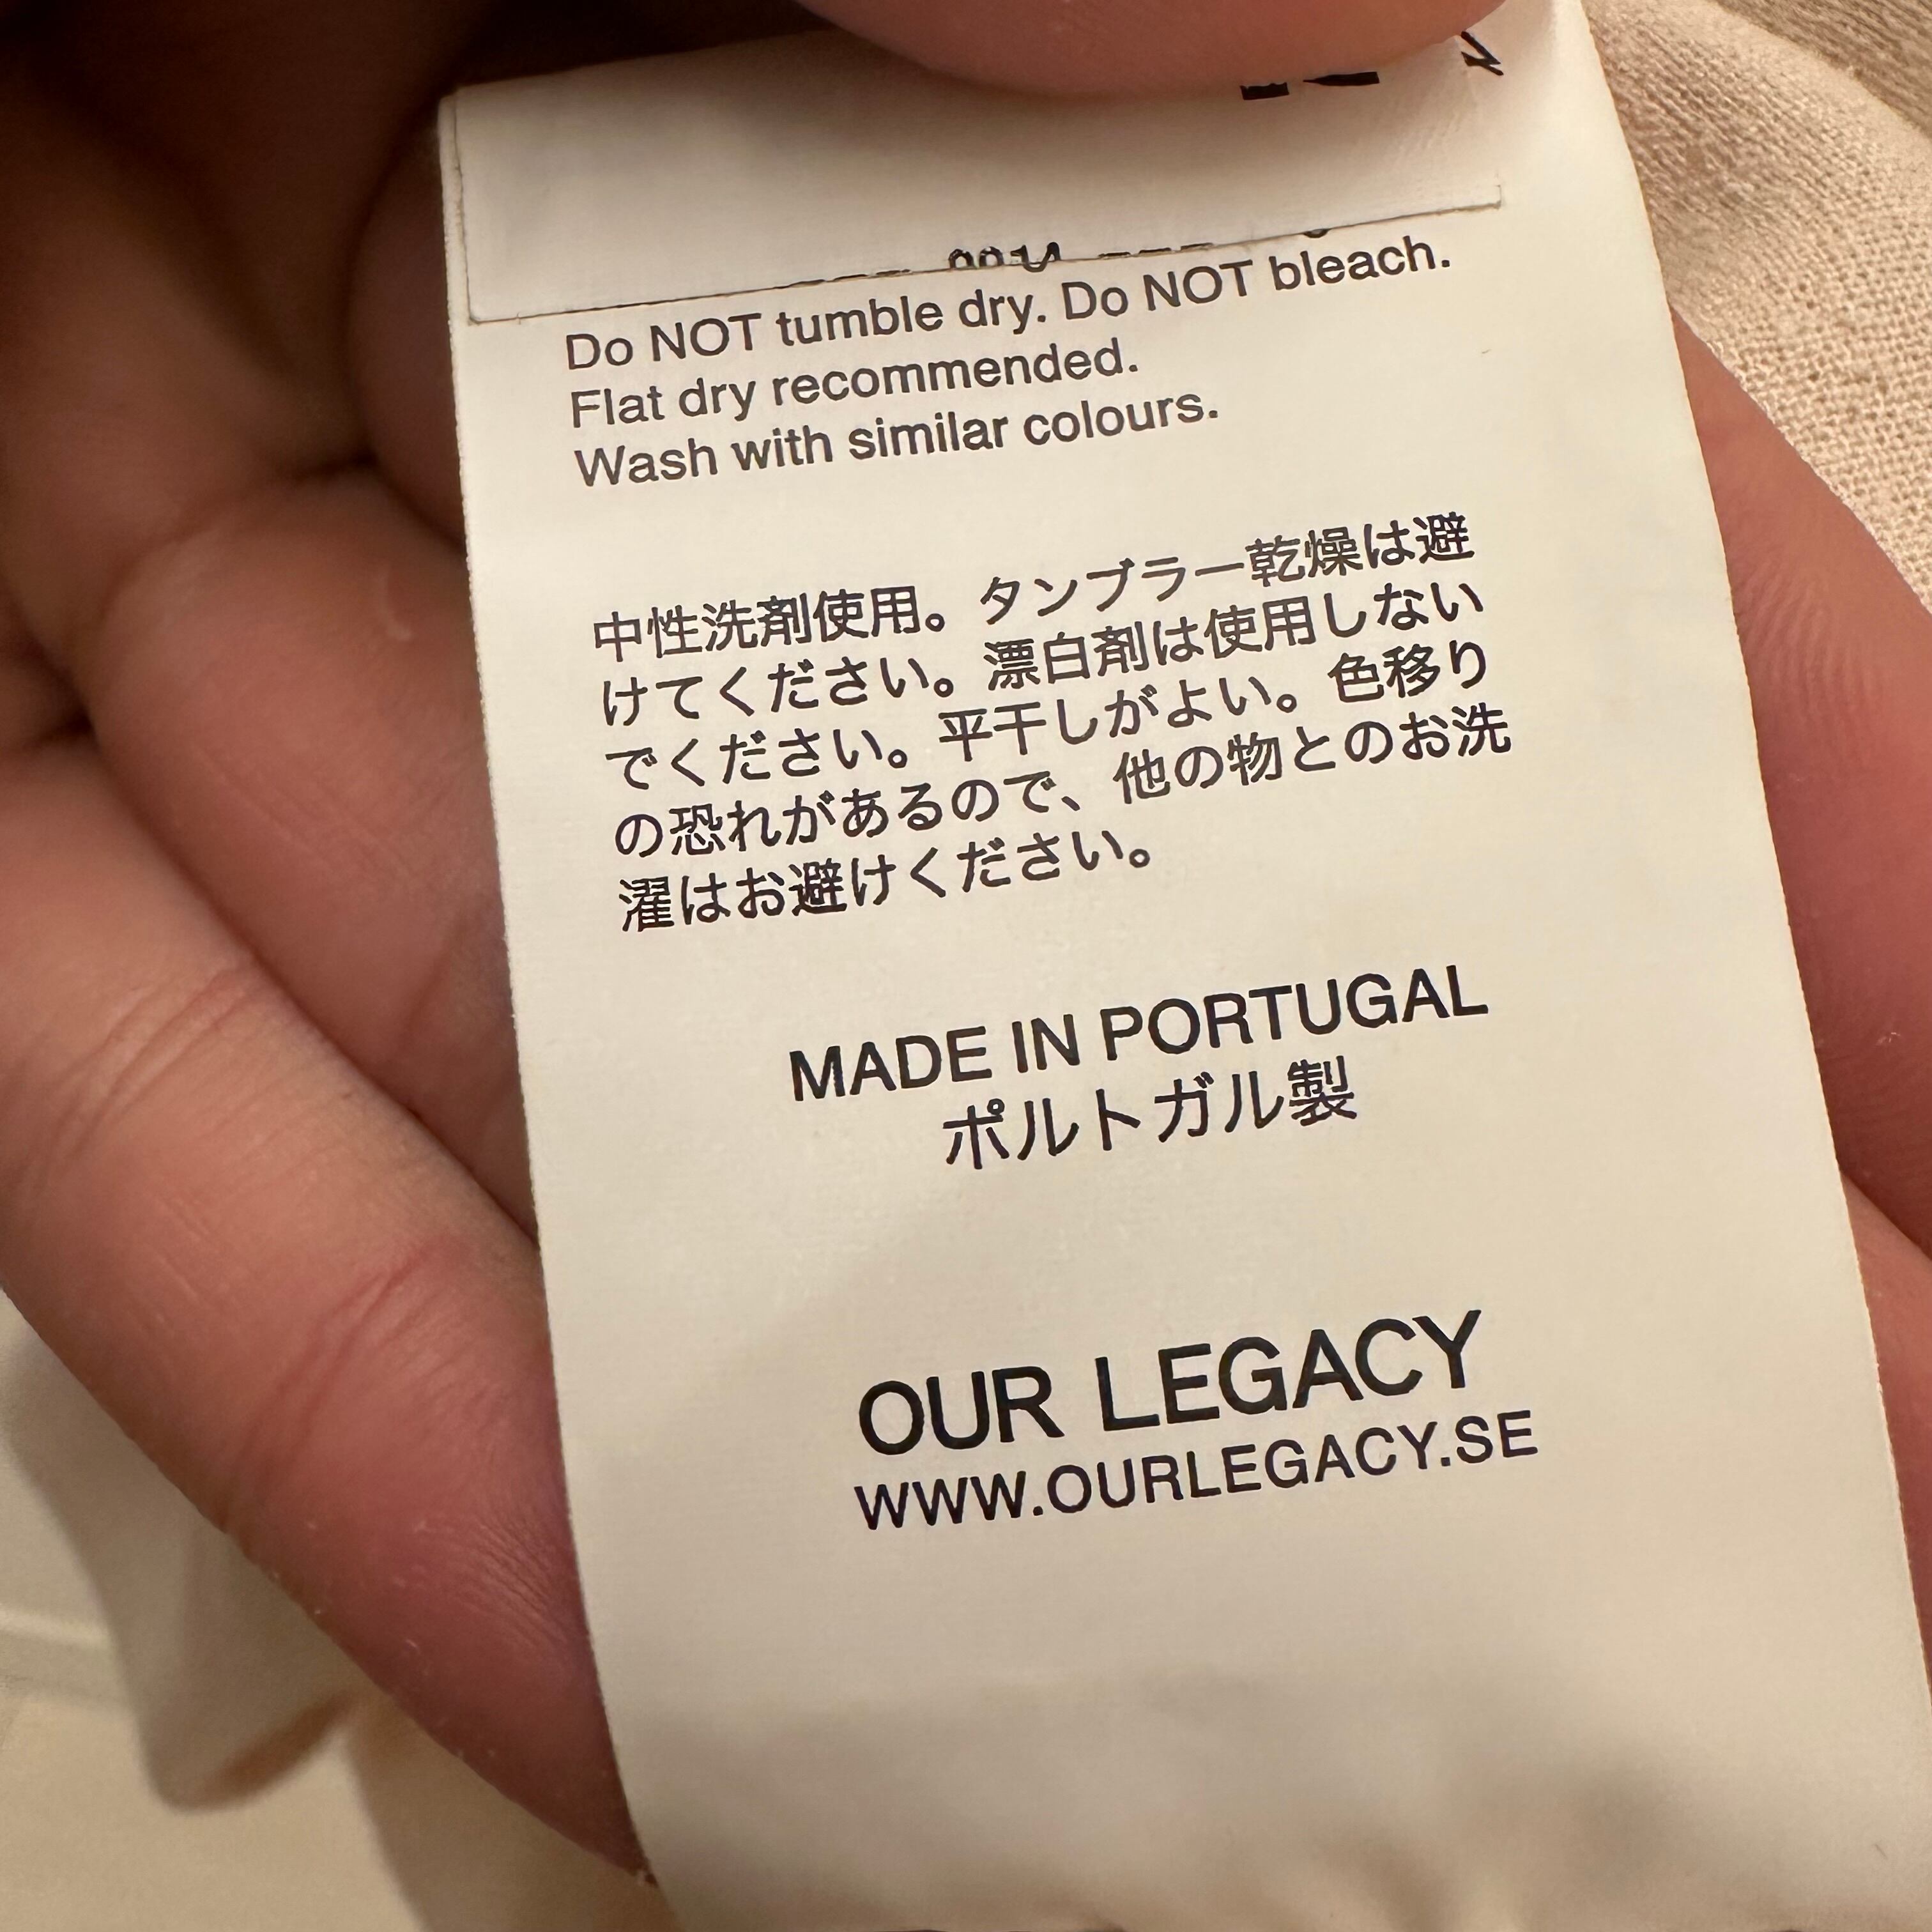 Do NOT tumble dry. Do NOT bleach.
Flat dry recommended.
Wash with similar colours.
中性洗剤使用。タンブラー乾燥は避
けてください。漂白剤は使用しない
でください。平干しがよい。色移り
の恐れがあるので、他の物とのお洗
濯はお避けください。
MADE IN PORTUGAL
ポルトガル製
OUR LEGACY
WWW.OURLEGACY.SE